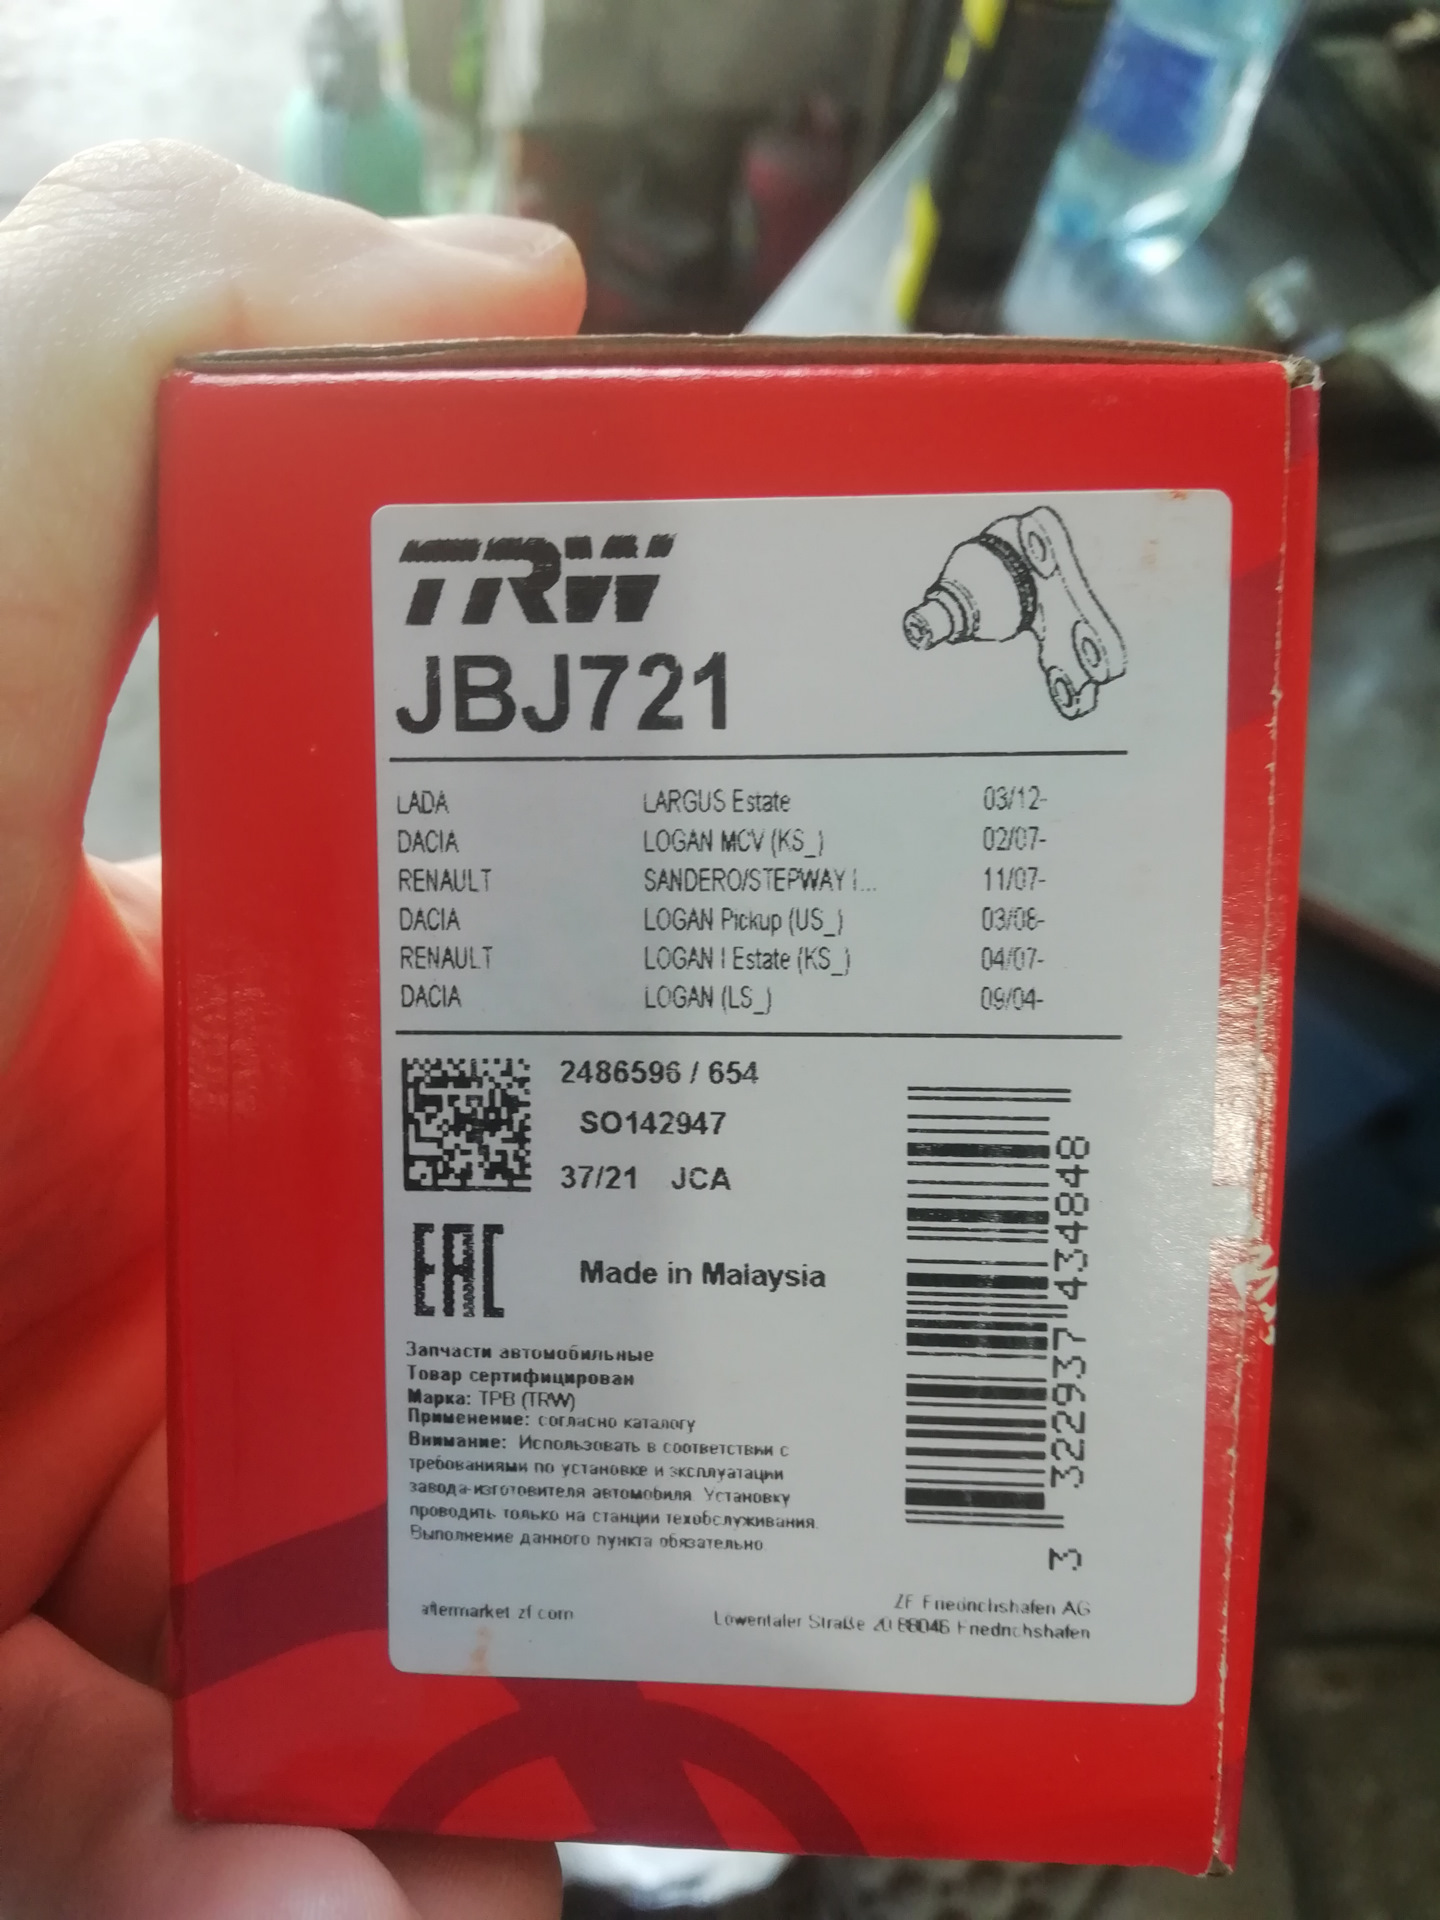 TRW
JBJ721
LADA LARGUS Estate 03/12-
DACIA LOGAN MCV (KS_) 02/07-
RENAULT SANDERO/STEPWAY I... 11/07-
DACIA LOGAN Pickup (US_) 03/08-
RENAULT LOGAN I Estate (KS_) 04/07-
DACIA LOGAN (LS_) 09/04-
2486596 / 654
SO142947
37/21 JCA
EAC
Made in Malaysia
3 322937 434848
Запчасти автомобильные
Товар сертифицирован
Марка: ТРВ (TRW)
Применение: согласно каталогу
Внимание: Использовать в соответствии с
требованиями по установке и эксплуатации
завода-изготовителя автомобиля. Установку
проводить только на станции техобслуживания.
Выполнение данного пункта обязательно.
aftermarket.zf.com
ZF Friedrichshafen AG
Löwentaler Straße 20 88046 Friedrichshafen